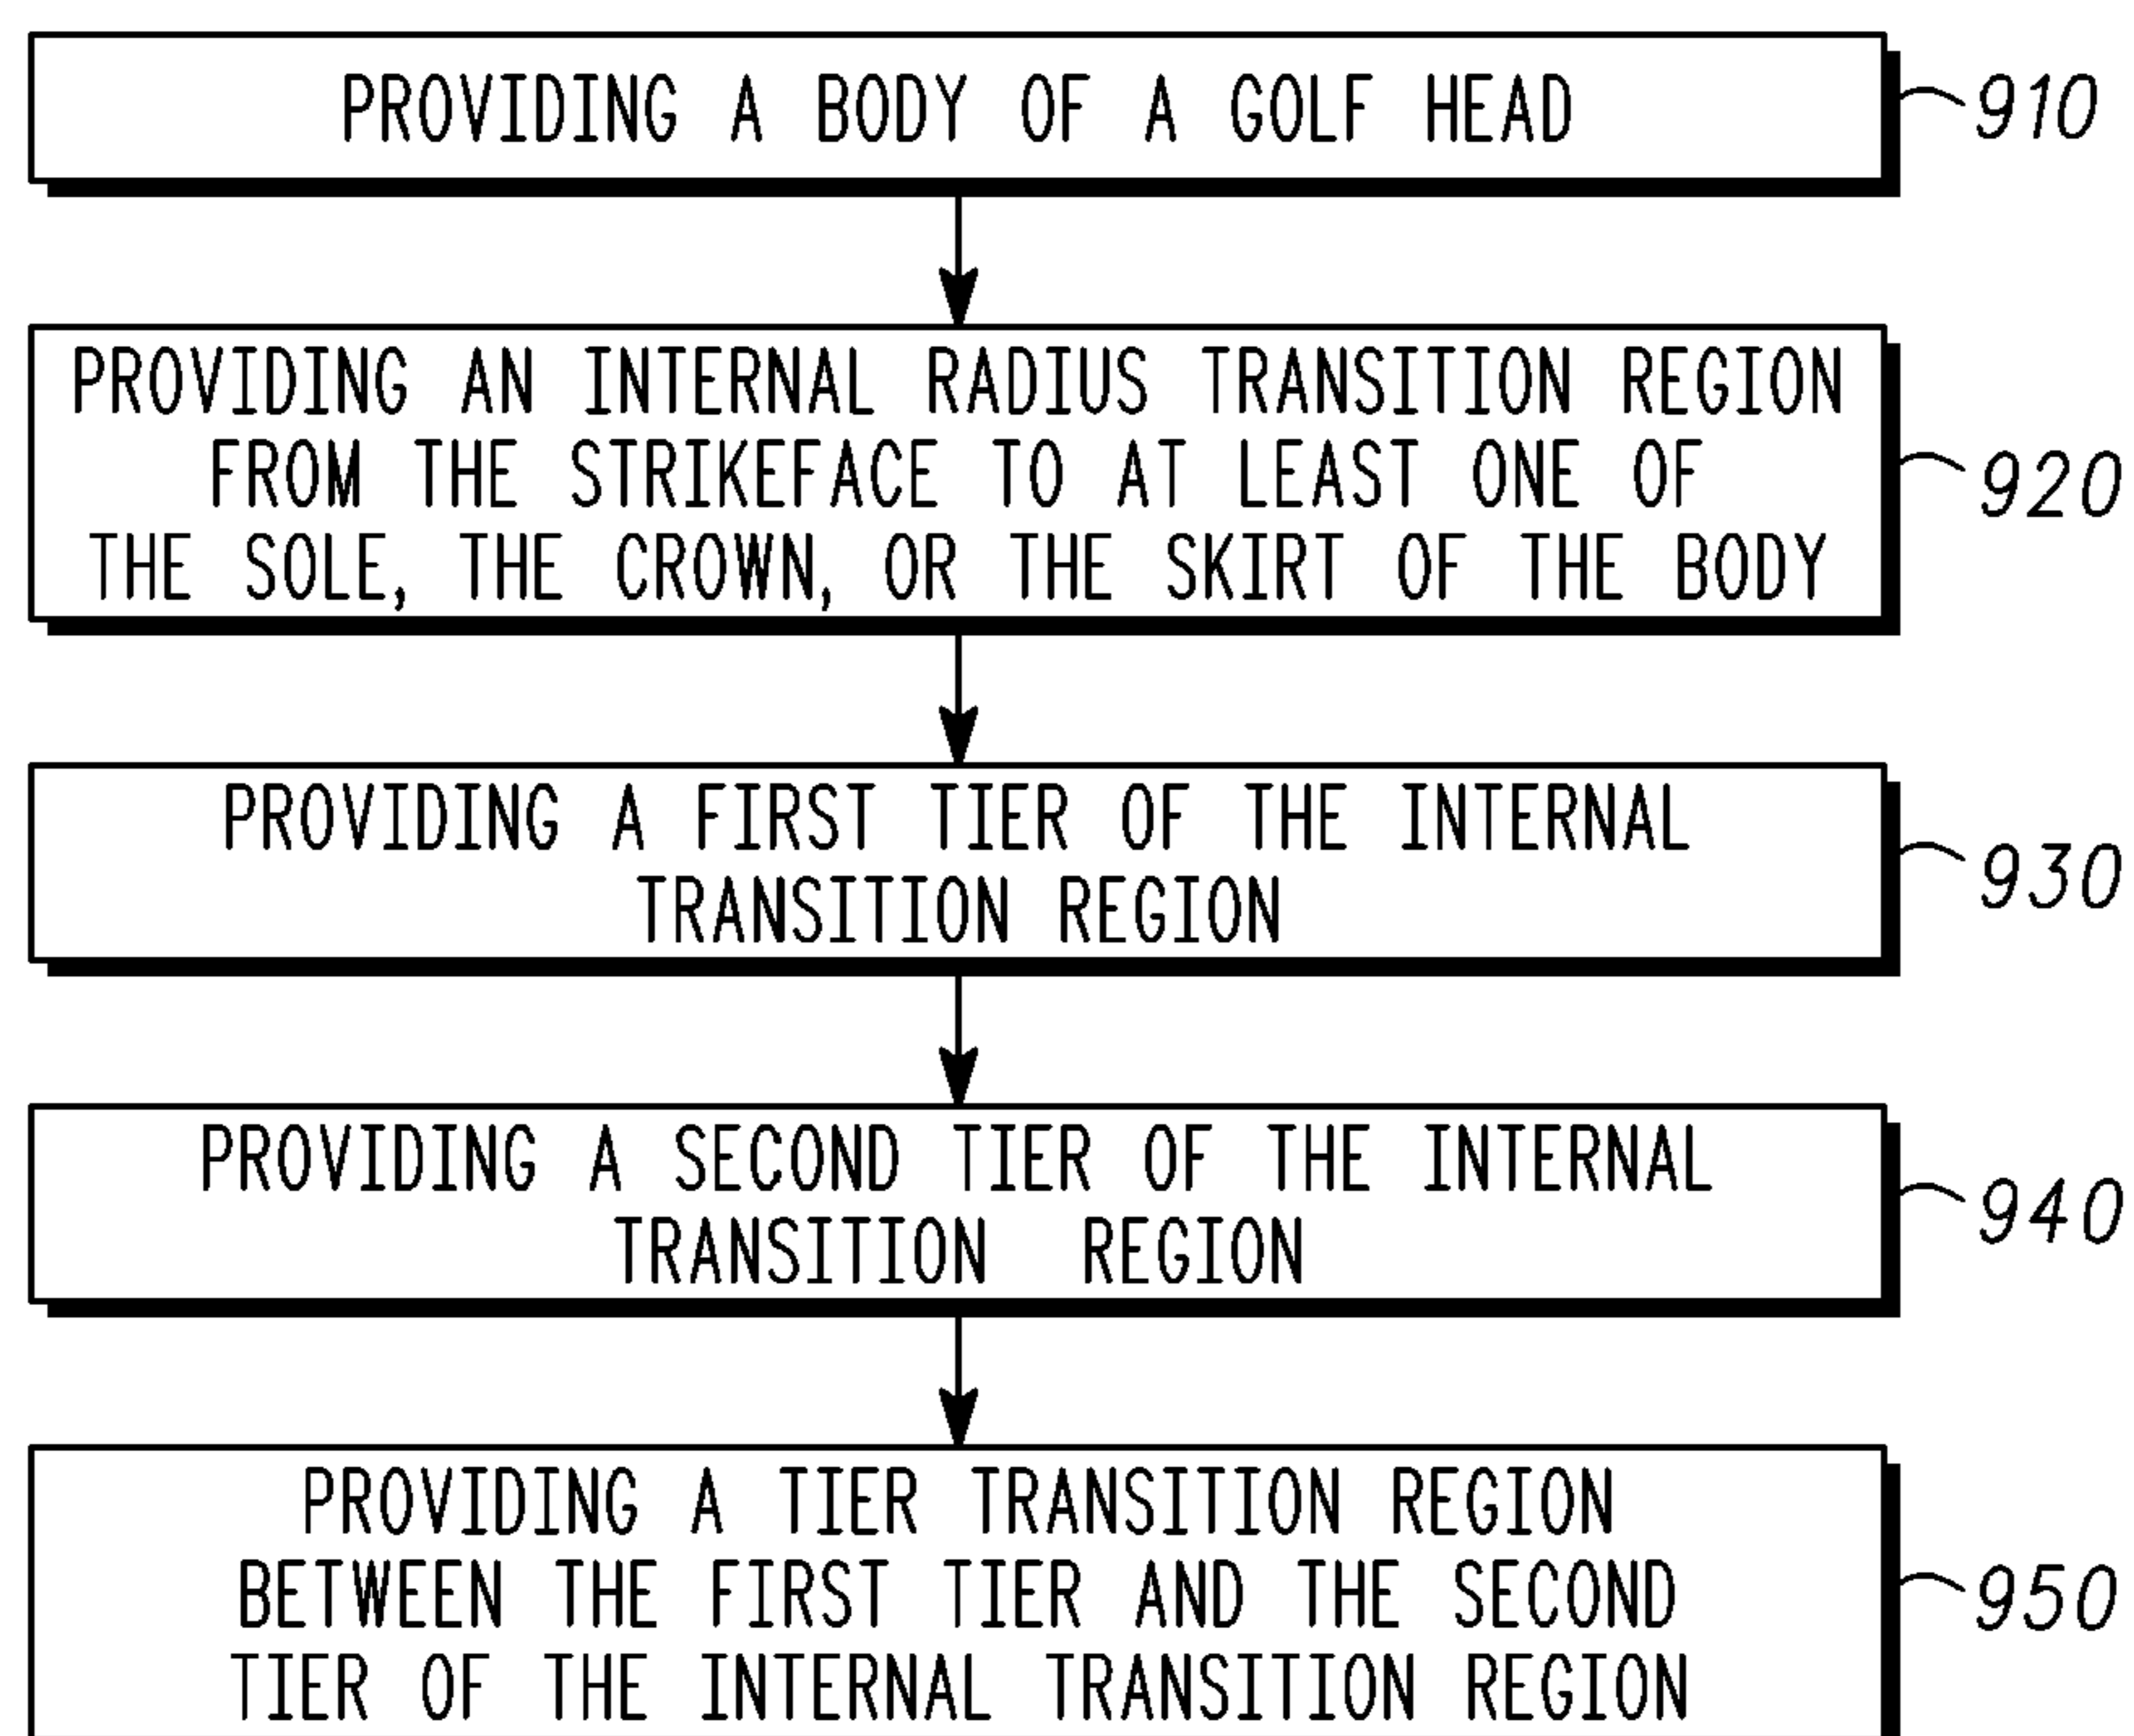 PROVIDING A BODY OF A GOLF HEAD
910
PROVIDING AN INTERNAL RADIUS TRANSITION REGION
FROM THE STRIKEFACE TO AT LEAST ONE OF
THE SOLE, THE CROWN, OR THE SKIRT OF THE BODY
920
PROVIDING A FIRST TIER OF THE INTERNAL
TRANSITION REGION
930
PROVIDING A SECOND TIER OF THE INTERNAL
TRANSITION REGION
940
PROVIDING A TIER TRANSITION REGION
BETWEEN THE FIRST TIER AND THE SECOND
TIER OF THE INTERNAL TRANSITION REGION
950